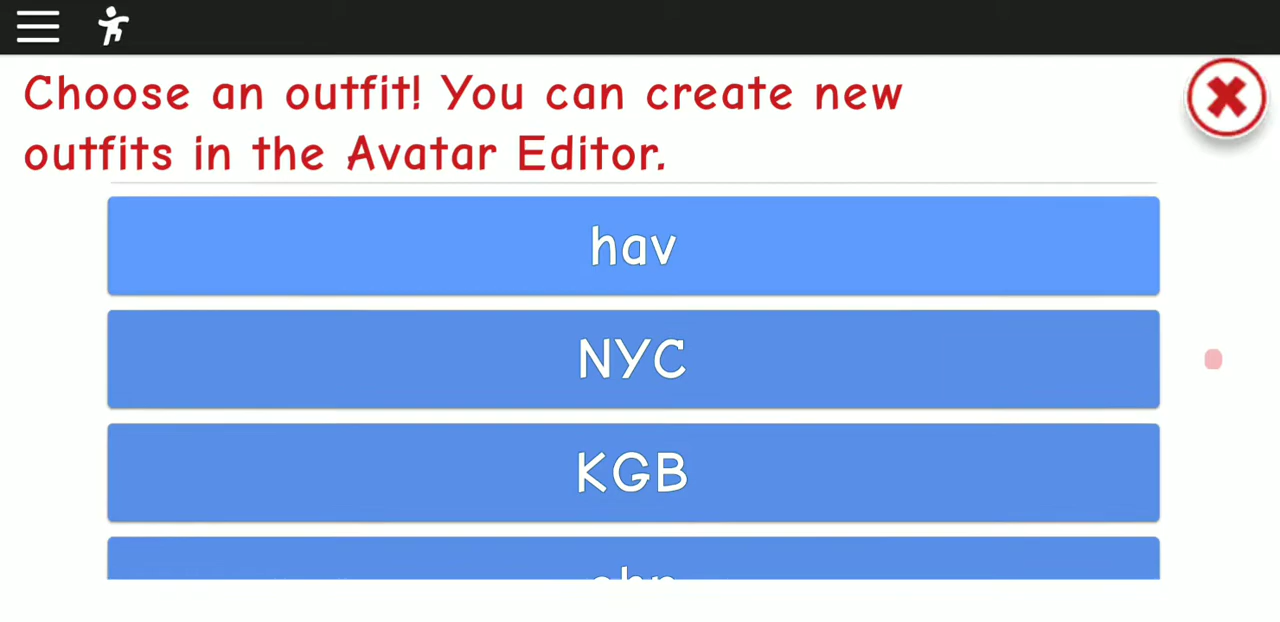 Choose an outfit! You can create new
outfits in the Avatar Editor.
hav
NYC
KGB